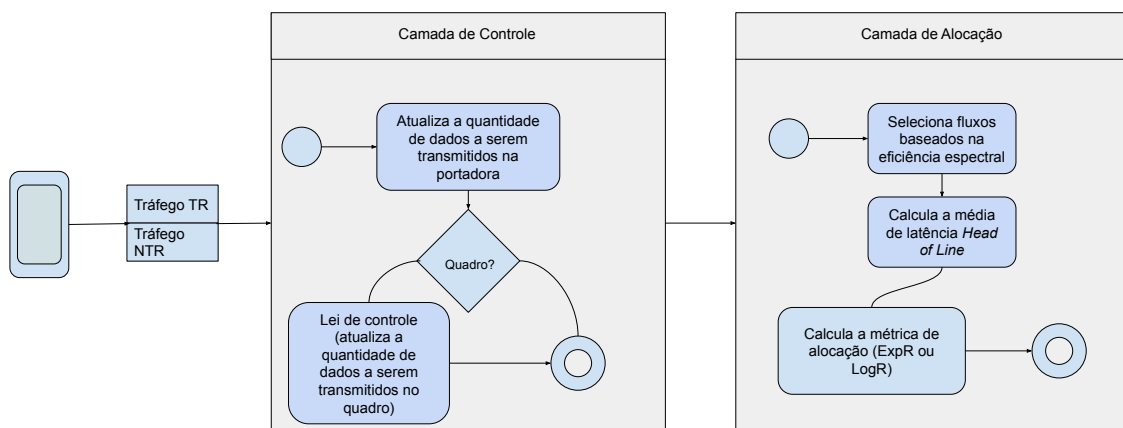 Camada de Controle
Camada de Alocação
Tráfego TR
Tráfego
NTR
Atualiza a quantidade
de dados a serem
transmitidos na
portadora
Quadro?
Lei de controle
(atualiza a
quantidade de
dados a serem
transmitidos no
quadro)
Seleciona fluxos
baseados na
eficiência espectral
Calcula a média
de latência Head
of Line
Calcula a métrica de
alocação (ExpR ou
LogR)